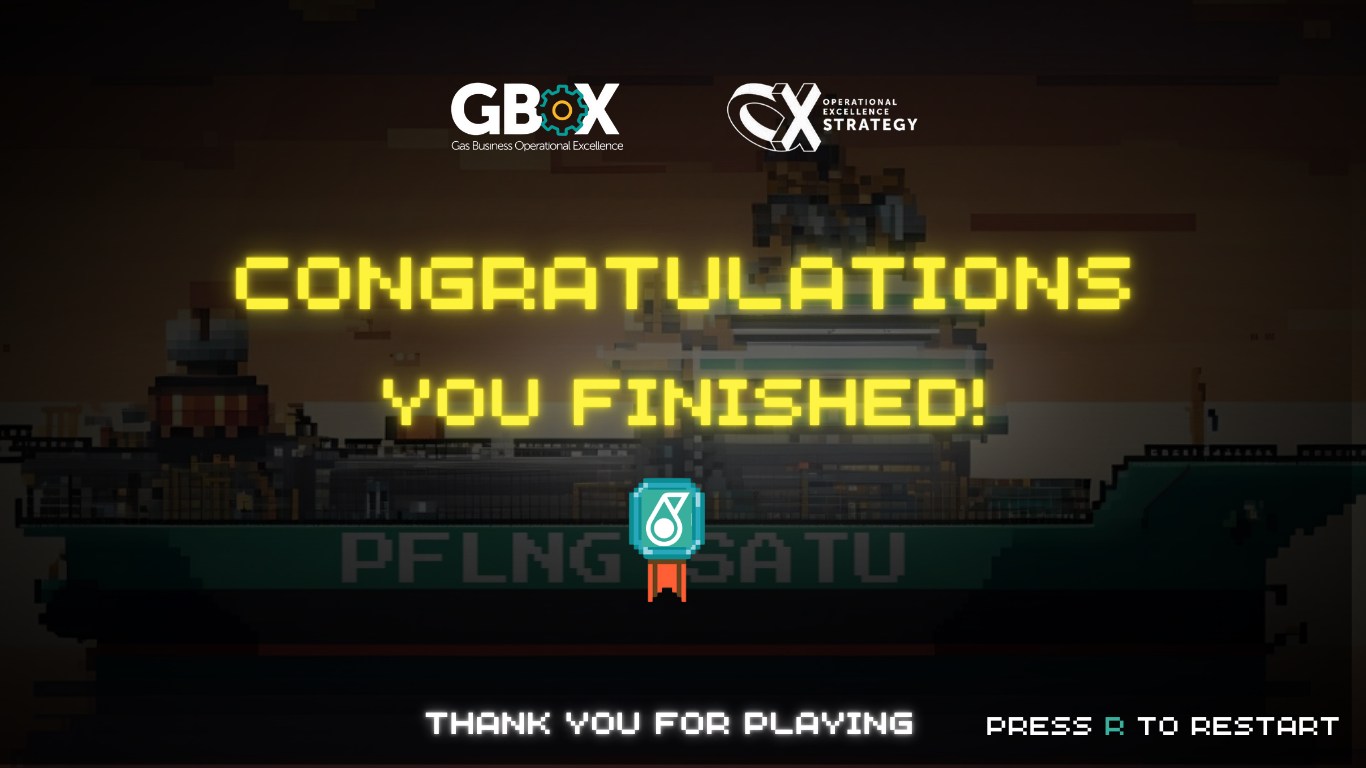 GBOX
Gas Business Operational Excellence
OX OPERATIONAL
EXCELLENCE
STRATEGY
CONGRATULATIONS
YOU FINISHED!
PFLNG SATU
THANK YOU FOR PLAYING
PRESS R TO RESTART